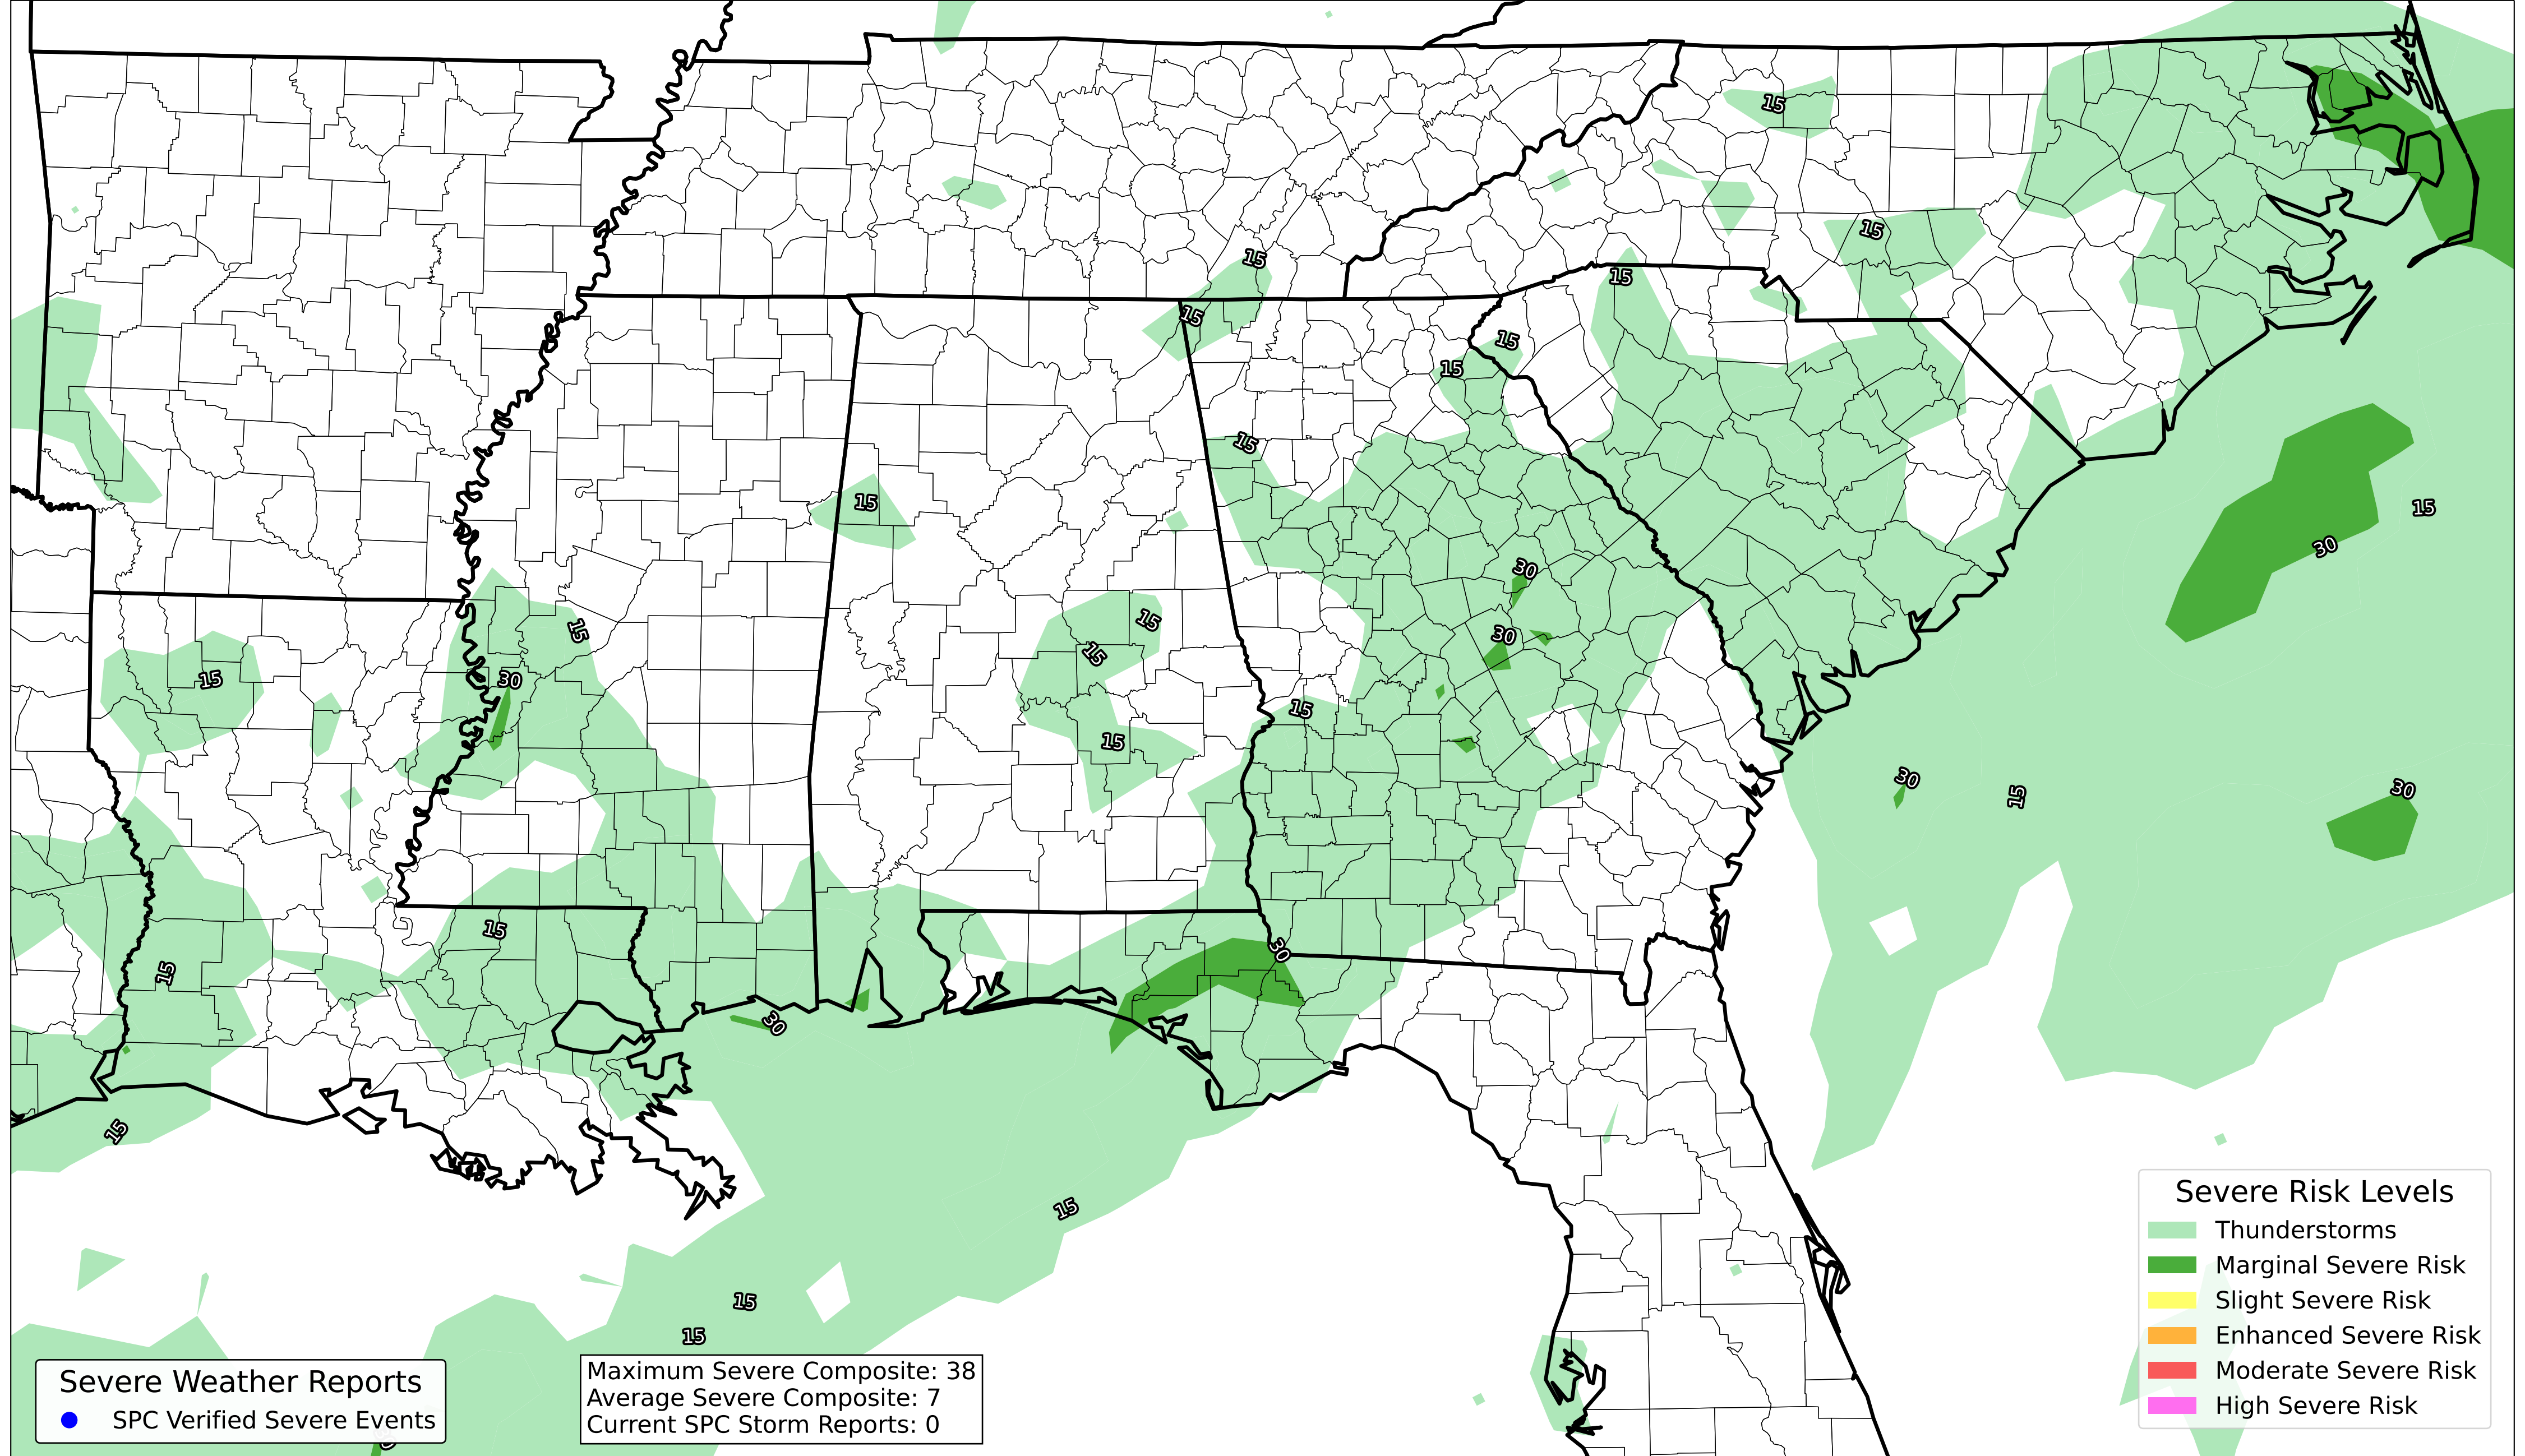 15
15
15
15
15
15
15
15
15
15
30
15
15
30
15
15
30
15
15
30
15
30
15
30
15
30
15
30
15
15
15
15
Severe Weather Reports
SPC Verified Severe Events
Maximum Severe Composite: 38
Average Severe Composite: 7
Current SPC Storm Reports: 0
Severe Risk Levels
Thunderstorms
Marginal Severe Risk
Slight Severe Risk
Enhanced Severe Risk
Moderate Severe Risk
High Severe Risk